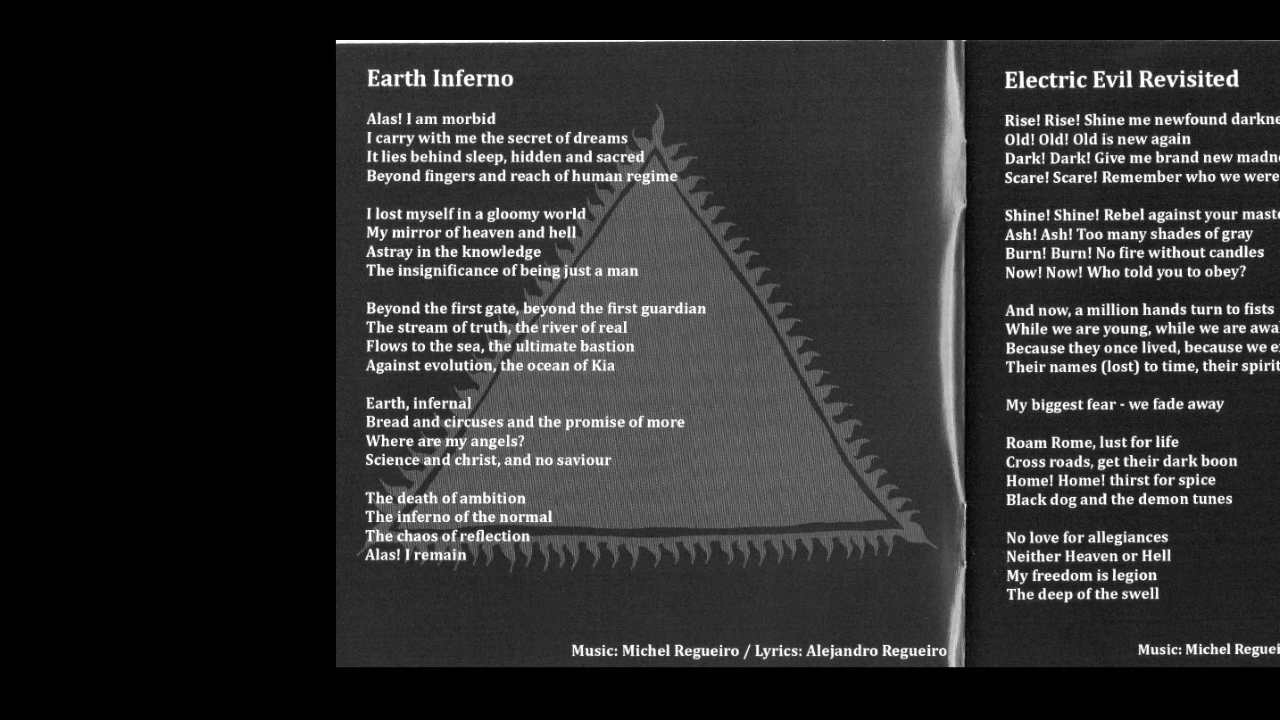 Earth Inferno
Alas! I am morbid
I carry with me the secret of dreams
It lies behind sleep, hidden and sacred
Beyond fingers and reach of human regime
I lost myself in a gloomy world
My mirror of heaven and hell
Astray in the knowledge
The insignificance of being just a man
Beyond the first gate, beyond the first guardian
The stream of truth, the river of real
Flows to the sea, the ultimate bastion
Against evolution, the ocean of Kia
Earth, infernal
Bread and circuses and the promise of more
Where are my angels?
Science and christ, and no saviour
The death of ambition
The inferno of the normal
The chaos of reflection
Alas! I remain
Music: Michel Regueiro / Lyrics: Alejandro Regueiro
Electric Evil Revisited
Rise! Rise! Shine me newfound
Old! Old! Old is new again
Dark! Dark! Give me brand new
Scare! Scare! Remember who we were
Shine! Shine! Rebel against your
Ash! Ash! Too many shades of gray
Burn! Burn! No fire without candles
Now! Now! Who told you to obey?
And now, a million hands turn to fists
While we are young, while we are
Because they once lived, because we
Their names (lost) to time, their
My biggest fear - we fade away
Roam Rome, lust for life
Cross roads, get their dark boon
Home! Home! thirst for spice
Black dog and the demon tunes
No love for allegiances
Neither Heaven or Hell
My freedom is legion
The deep of the swell
Music: Michel